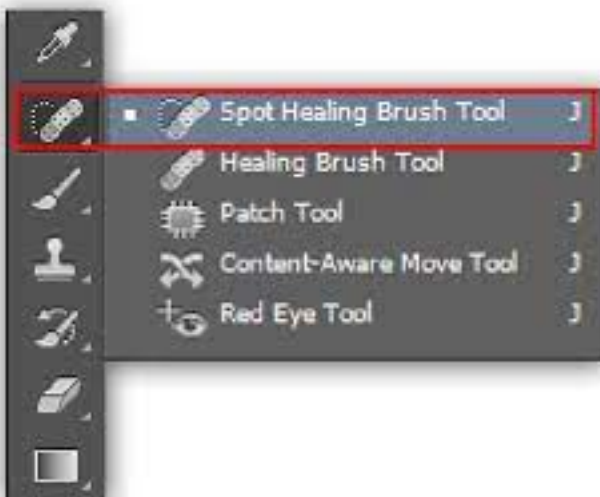 Spot Healing Brush Tool J
Healing Brush Tool J
Patch Tool J
Content-Aware Move Tool J
Red Eye Tool J